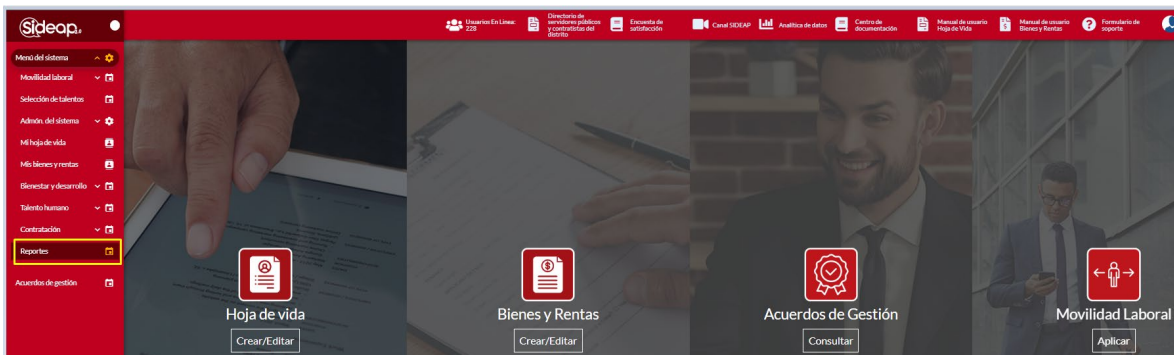 Sideap
Usuarios En Linea:
228
Directorio de
servidores públicos
y contratistas del
distrito
Encuesta de
satisfacción
Canal SIDEAP
Analítica de datos
Centro de
documentación
Manual de usuario
Hoja de Vida
Manual de usuario
Bienes y Rentas
Formulario de
soporte
Menú del sistema
Movilidad laboral
Selección de talentos
Admón. del sistema
Mi hoja de vida
Mis bienes y rentas
Bienestar y desarrollo
Talento humano
Contratación
Reportes
Acuerdos de gestión
Hoja de vida
Crear/Editar
Bienes y Rentas
Crear/Editar
Acuerdos de Gestión
Consultar
Movilidad Laboral
Aplicar